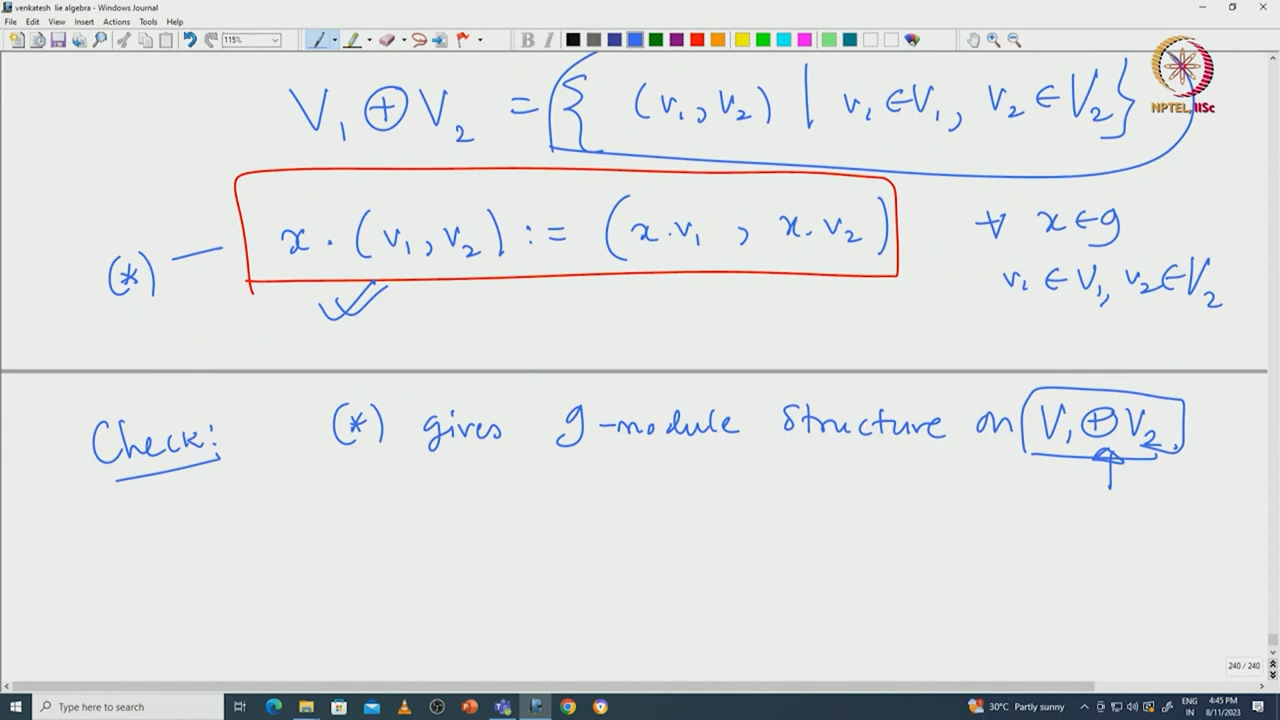 venkatesh lie algebra - Windows Journal
File Edit View Insert Actions Tools Help
115%
B I
NPTEL, IISc
V₁ ⊕ V₂ = { (v₁, v₂) | v₁ ∈ V₁, v₂ ∈ V₂ }
(*) — x . (v₁, v₂) := (x . v₁ , x . v₂) ∀ x ∈ g
v₁ ∈ V₁, v₂ ∈ V₂
Check: (*) gives g-module structure on V₁ ⊕ V₂.
240 / 240
Type here to search
30°C Partly sunny
ENG
IN
4:45 PM
8/11/2023